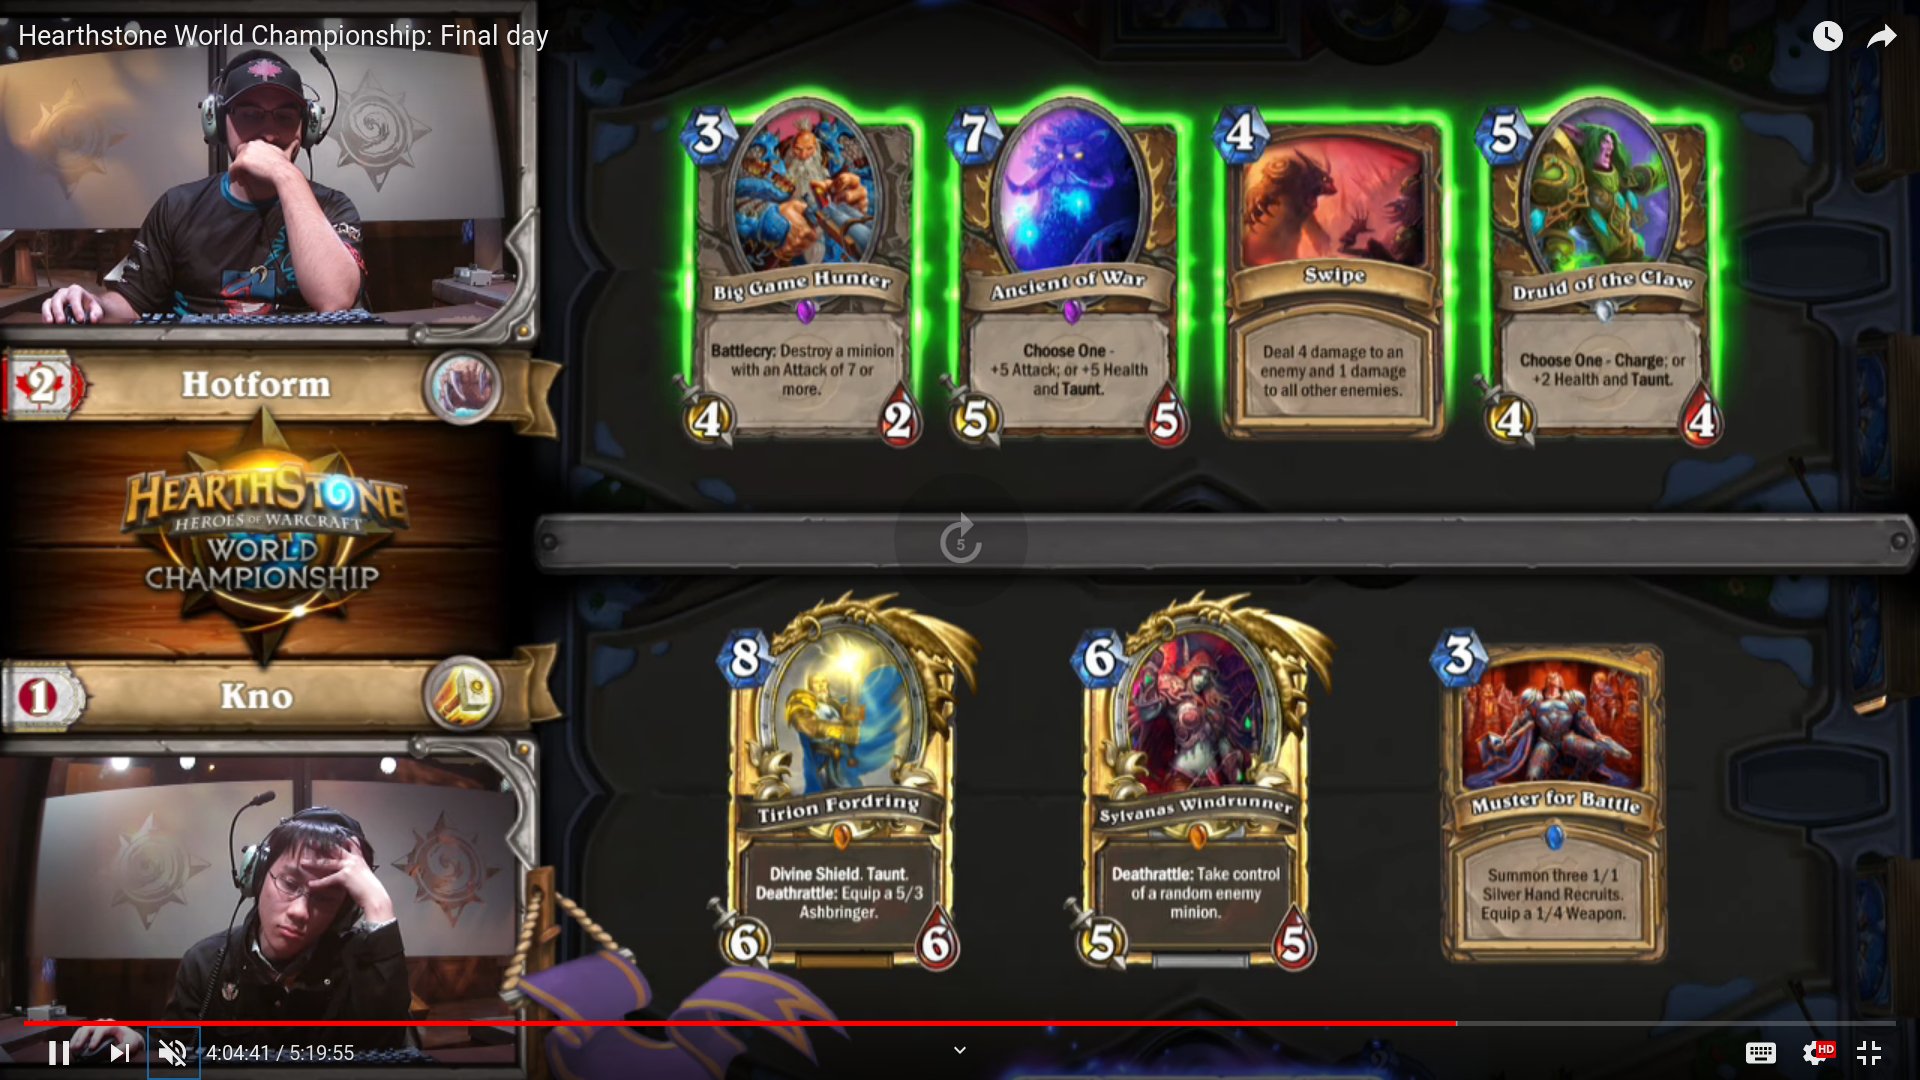 Hearthstone World Championship: Final day
3
7
4
5
Big Game Hunter
Ancient of War
Swipe
Druid of the Claw
Battlecry: Destroy a minion
with an Attack of 7 or
more.
Choose One -
+5 Attack; or +5 Health
and Taunt.
Deal 4 damage to an
enemy and 1 damage
to all other enemies.
Choose One - Charge; or
+2 Health and Taunt.
4
2
5
5
4
4
2
Hotform
HEARTHSTONE
HEROES OF WARCRAFT
WORLD
CHAMPIONSHIP
5
1
Kno
8
6
3
Tirion Fordring
Sylvanas Windrunner
Muster for Battle
Divine Shield. Taunt.
Deathrattle: Equip a 5/3
Ashbringer.
Deathrattle: Take control
of a random enemy
minion.
Summon three 1/1
Silver Hand Recruits.
Equip a 1/4 Weapon.
6
6
5
5
4:04:41 / 5:19:55
HD